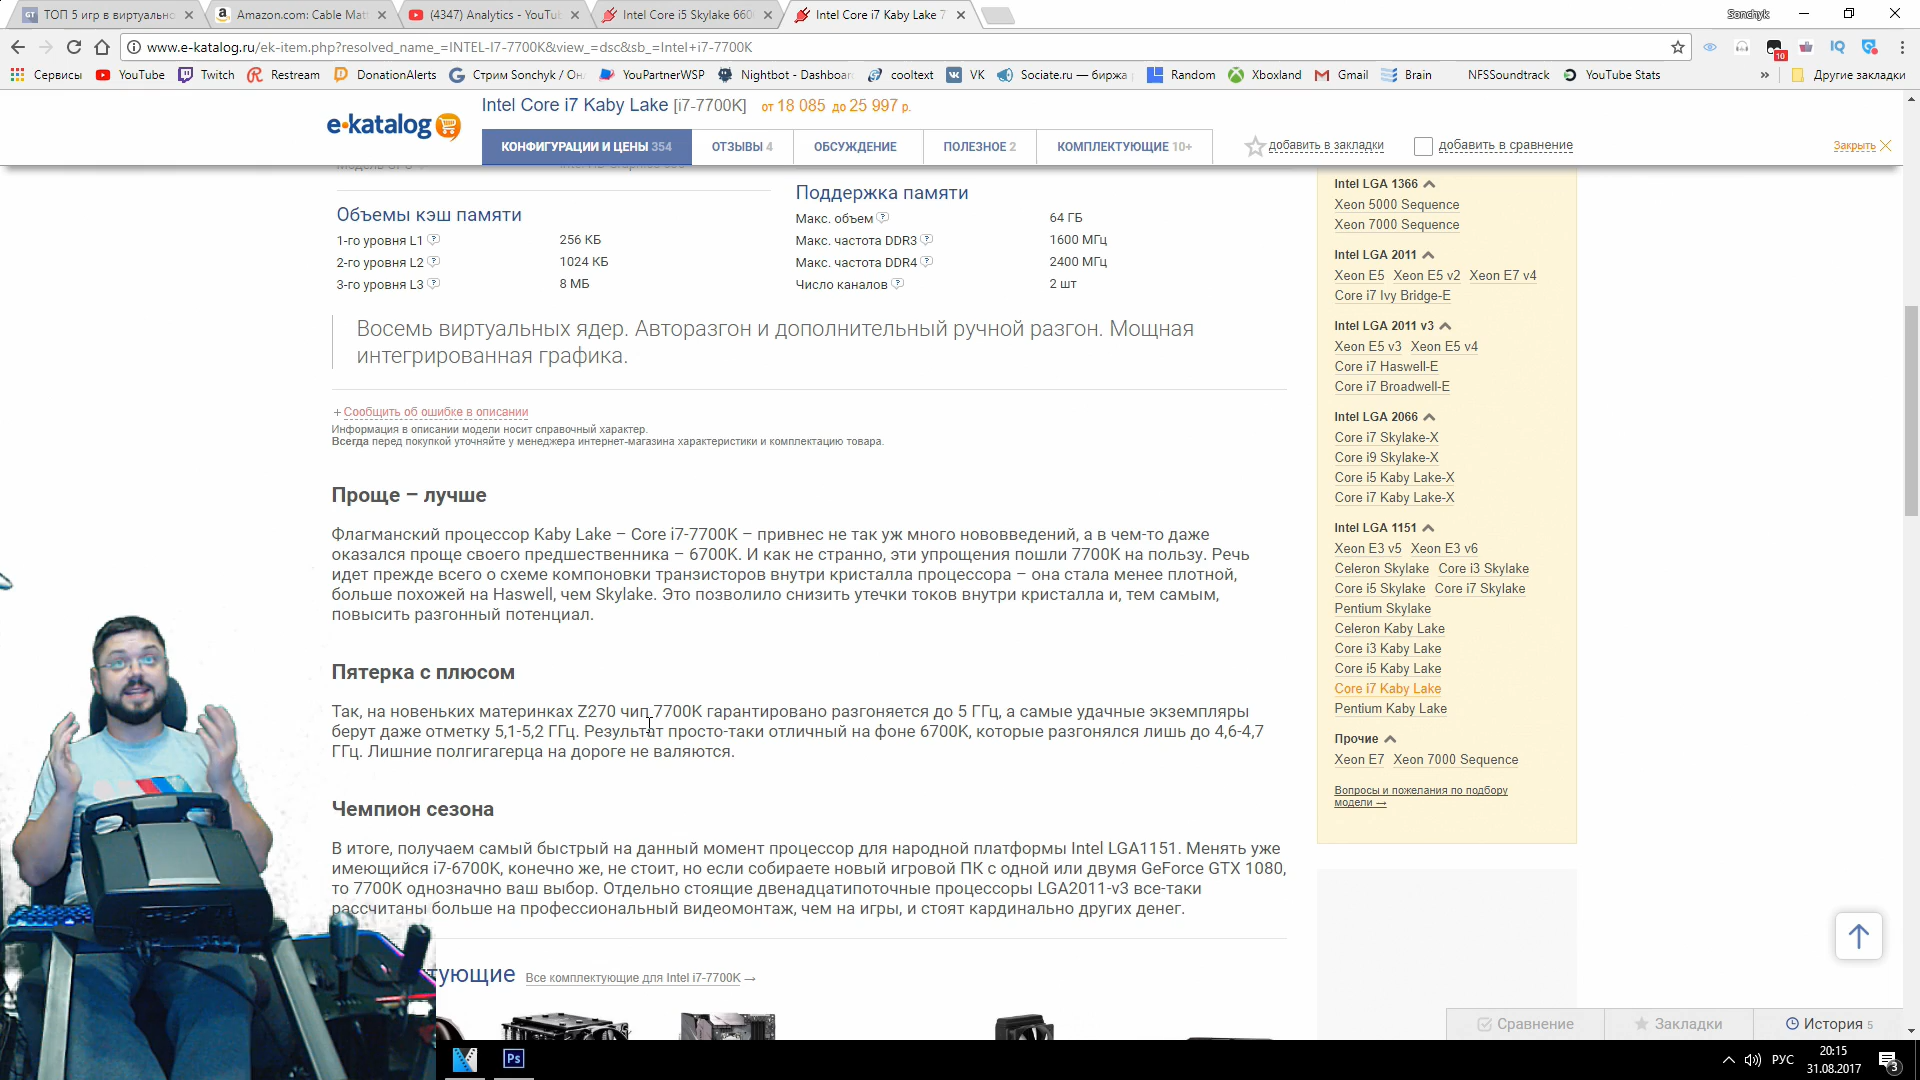 ТОП 5 игр в виртуально
Amazon.com: Cable Mat
(4347) Analytics - YouTu
Intel Core i5 Skylake 660
Intel Core i7 Kaby Lake 7
Sonchyk
www.e-katalog.ru/ek-item.php?resolved_name_=INTEL-I7-7700K&view_=dsc&sb_=Intel+i7-7700K
10
Сервисы
YouTube
Twitch
Restream
DonationAlerts
Стрим Sonchyk / Он
YouPartnerWSP
Nightbot - Dashboar
cooltext
VK
Sociate.ru — биржа
Random
Xboxland
Gmail
Brain
NFSSoundtrack
YouTube Stats
»
Другие закладки
e-katalog
Intel Core i7 Kaby Lake [i7-7700K] от 18 085 до 25 997 р.
КОНФИГУРАЦИИ И ЦЕНЫ 354
ОТЗЫВЫ 4
ОБСУЖДЕНИЕ
ПОЛЕЗНОЕ 2
КОМПЛЕКТУЮЩИЕ 10+
добавить в закладки
добавить в сравнение
Закрыть
Объемы кэш памяти
1-го уровня L1 256 КБ
2-го уровня L2 1024 КБ
3-го уровня L3 8 МБ
Поддержка памяти
Макс. объем 64 ГБ
Макс. частота DDR3 1600 МГц
Макс. частота DDR4 2400 МГц
Число каналов 2 шт
Восемь виртуальных ядер. Авторазгон и дополнительный ручной разгон. Мощная
интегрированная графика.
+ Сообщить об ошибке в описании
Информация в описании модели носит справочный характер.
Всегда перед покупкой уточняйте у менеджера интернет-магазина характеристики и комплектацию товара.
Проще – лучше
Флагманский процессор Kaby Lake – Core i7-7700K – привнес не так уж много нововведений, а в чем-то даже
оказался проще своего предшественника – 6700K. И как не странно, эти упрощения пошли 7700K на пользу. Речь
идет прежде всего о схеме компоновки транзисторов внутри кристалла процессора – она стала менее плотной,
больше похожей на Haswell, чем Skylake. Это позволило снизить утечки токов внутри кристалла и, тем самым,
повысить разгонный потенциал.
Пятерка с плюсом
Так, на новеньких материнках Z270 чип 7700K гарантировано разгоняется до 5 ГГц, а самые удачные экземпляры
берут даже отметку 5,1-5,2 ГГц. Результат просто-таки отличный на фоне 6700K, которые разгонялся лишь до 4,6-4,7
ГГц. Лишние полгигагерца на дороге не валяются.
Чемпион сезона
В итоге, получаем самый быстрый на данный момент процессор для народной платформы Intel LGA1151. Менять уже
имеющийся i7-6700K, конечно же, не стоит, но если собираете новый игровой ПК с одной или двумя GeForce GTX 1080,
то 7700K однозначно ваш выбор. Отдельно стоящие двенадцатипоточные процессоры LGA2011-v3 все-таки
рассчитаны больше на профессиональный видеомонтаж, чем на игры, и стоят кардинально других денег.
тующие Все комплектующие для Intel i7-7700K →
Intel LGA 1366
Xeon 5000 Sequence
Xeon 7000 Sequence
Intel LGA 2011
Xeon E5 Xeon E5 v2 Xeon E7 v4
Core i7 Ivy Bridge-E
Intel LGA 2011 v3
Xeon E5 v3 Xeon E5 v4
Core i7 Haswell-E
Core i7 Broadwell-E
Intel LGA 2066
Core i7 Skylake-X
Core i9 Skylake-X
Core i5 Kaby Lake-X
Core i7 Kaby Lake-X
Intel LGA 1151
Xeon E3 v5 Xeon E3 v6
Celeron Skylake Core i3 Skylake
Core i5 Skylake Core i7 Skylake
Pentium Skylake
Celeron Kaby Lake
Core i3 Kaby Lake
Core i5 Kaby Lake
Core i7 Kaby Lake
Pentium Kaby Lake
Прочие
Xeon E7 Xeon 7000 Sequence
Вопросы и пожелания по подбору
модели →
Сравнение
Закладки
История 5
Ps
РУС
20:15
31.08.2017
3